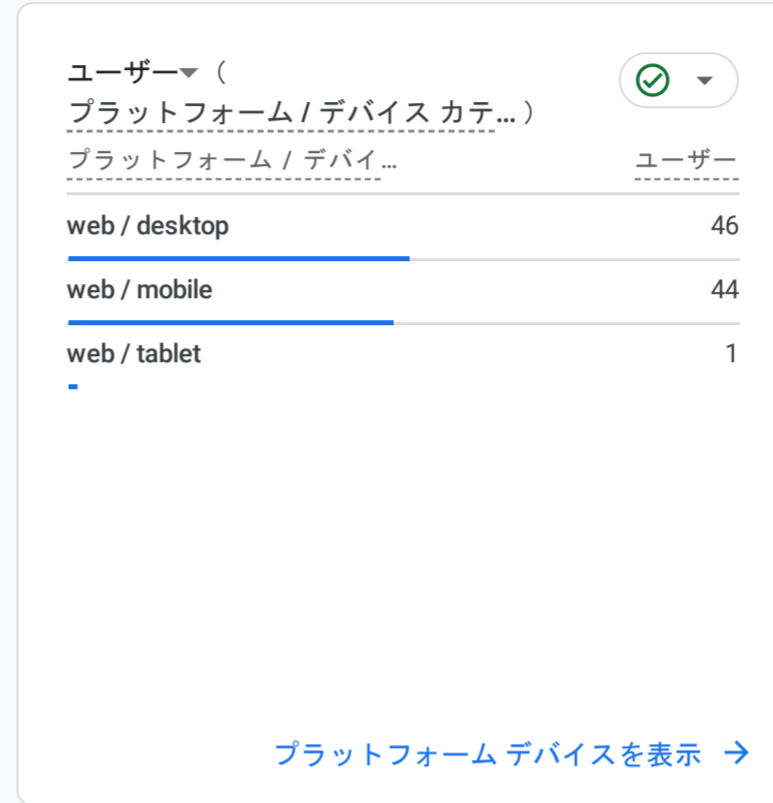 ユーザー（
プラットフォーム / デバイス カテ... ）
プラットフォーム / デバイ... ユーザー
web / desktop 46
web / mobile 44
web / tablet 1
プラットフォーム デバイスを表示 →